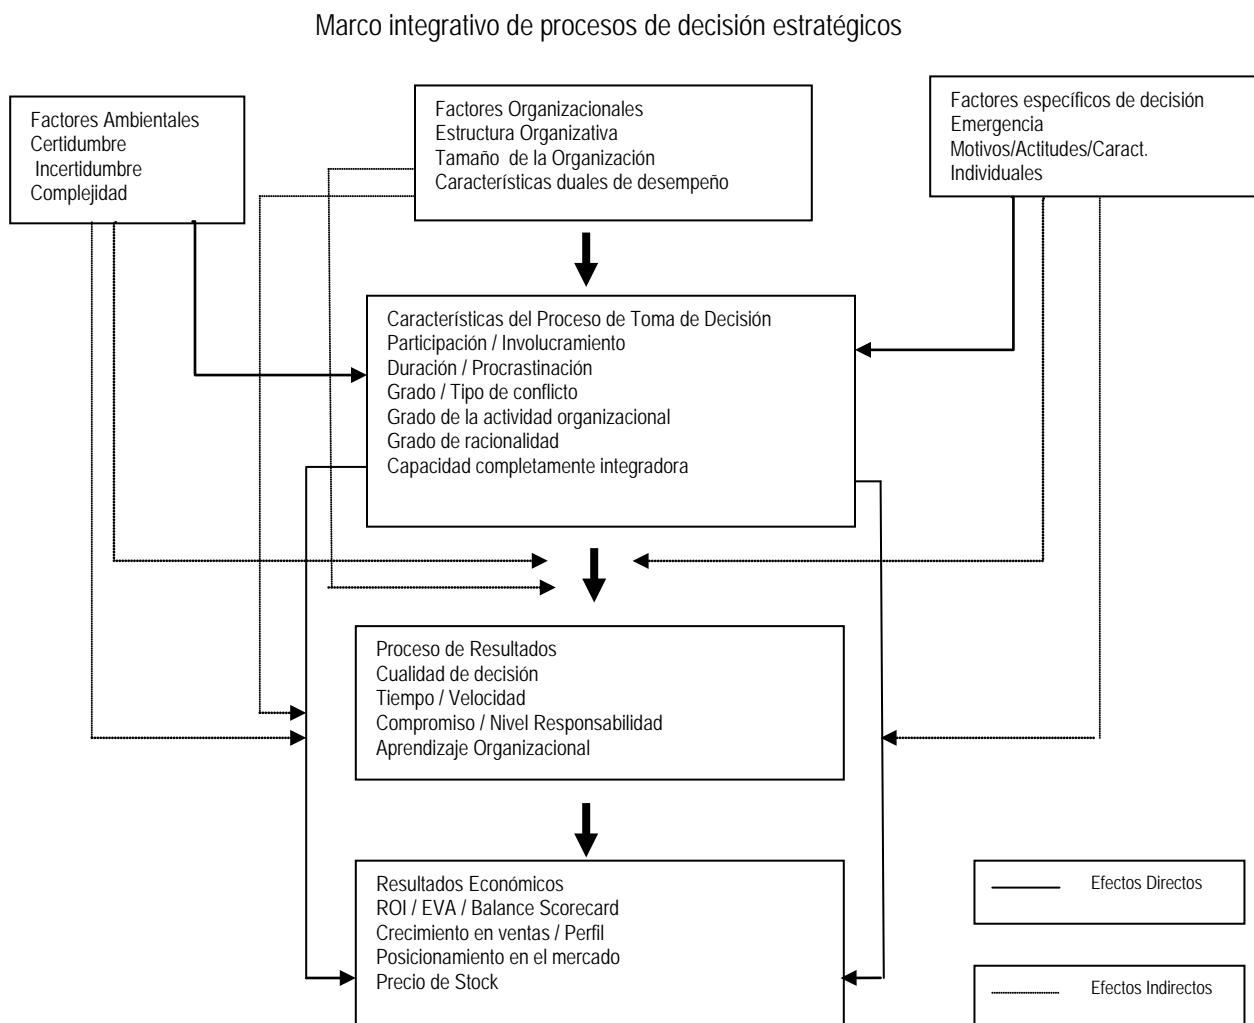 Marco integrativo de procesos de decisión estratégicos
Factores Ambientales
Certidumbre
Incertidumbre
Complejidad
Factores Organizacionales
Estructura Organizativa
Tamaño de la Organización
Características duales de desempeño
Factores específicos de decisión
Emergencia
Motivos/Actitudes/Caract.
Individuales
Características del Proceso de Toma de Decisión
Participación / Involucramiento
Duración / Procrastinación
Grado / Tipo de conflicto
Grado de la actividad organizacional
Grado de racionalidad
Capacidad completamente integradora
Proceso de Resultados
Cualidad de decisión
Tiempo / Velocidad
Compromiso / Nivel Responsabilidad
Aprendizaje Organizacional
Resultados Económicos
ROI / EVA / Balance Scorecard
Crecimiento en ventas / Perfil
Posicionamiento en el mercado
Precio de Stock
Efectos Directos
Efectos Indirectos